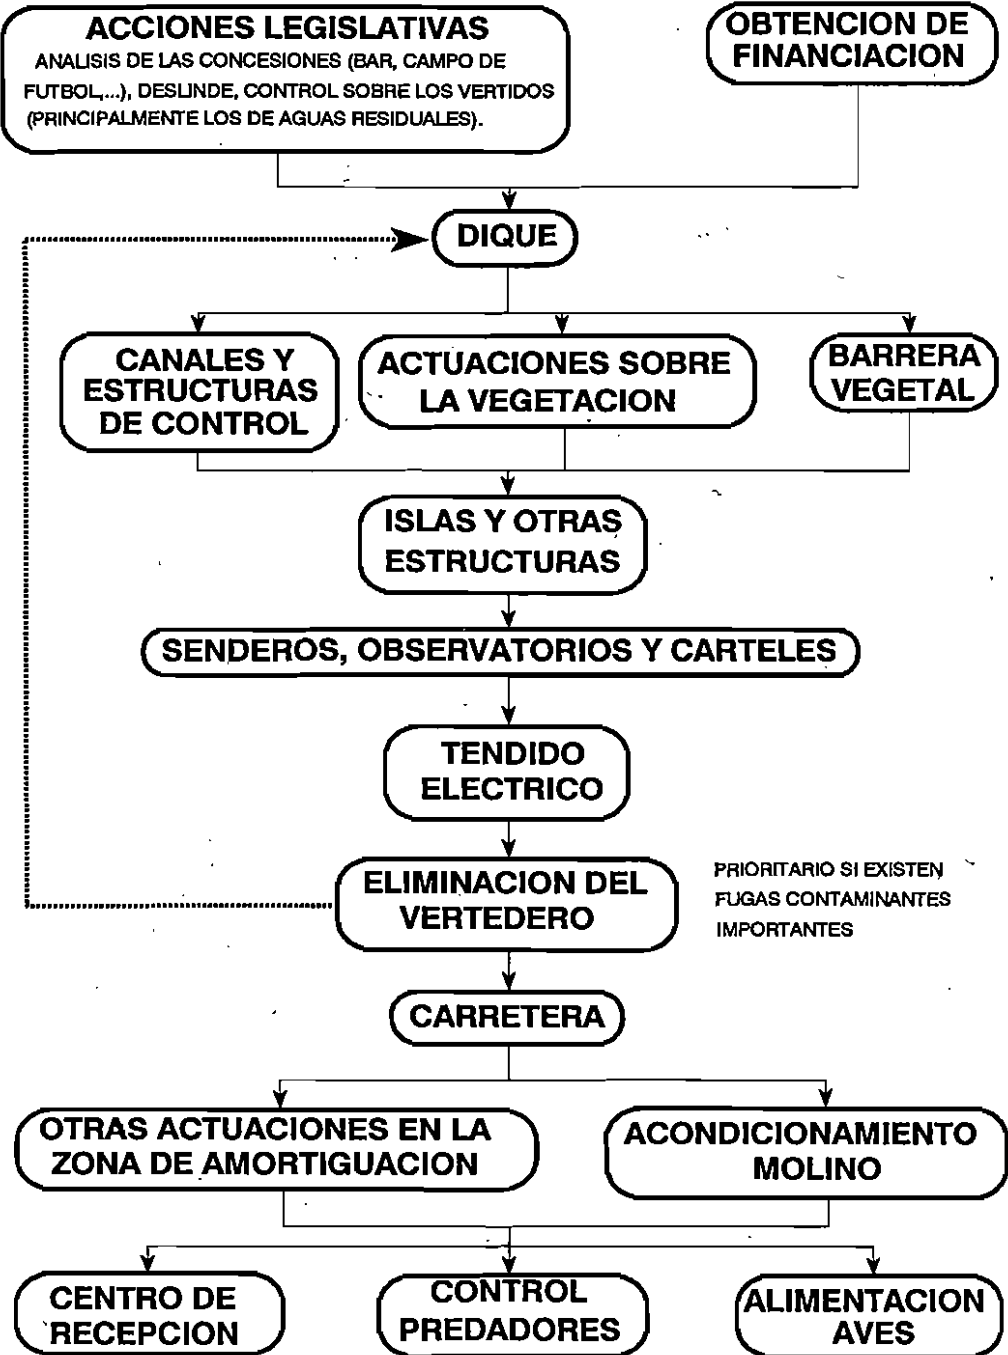 ACCIONES LEGISLATIVAS
ANALISIS DE LAS CONCESIONES (BAR, CAMPO DE
FUTBOL,...), DESLINDE, CONTROL SOBRE LOS VERTIDOS
(PRINCIPALMENTE LOS DE AGUAS RESIDUALES).
OBTENCION DE
FINANCIACION
DIQUE
CANALES Y
ESTRUCTURAS
DE CONTROL
ACTUACIONES SOBRE
LA VEGETACION
BARRERA
VEGETAL
ISLAS Y OTRAS
ESTRUCTURAS
SENDEROS, OBSERVATORIOS Y CARTELES
TENDIDO
ELECTRICO
ELIMINACION DEL
VERTEDERO
PRIORITARIO SI EXISTEN
FUGAS CONTAMINANTES
IMPORTANTES
CARRETERA
OTRAS ACTUACIONES EN LA
ZONA DE AMORTIGUACION
ACONDICIONAMIENTO
MOLINO
CENTRO DE
RECEPCION
CONTROL
PREDADORES
ALIMENTACION
AVES